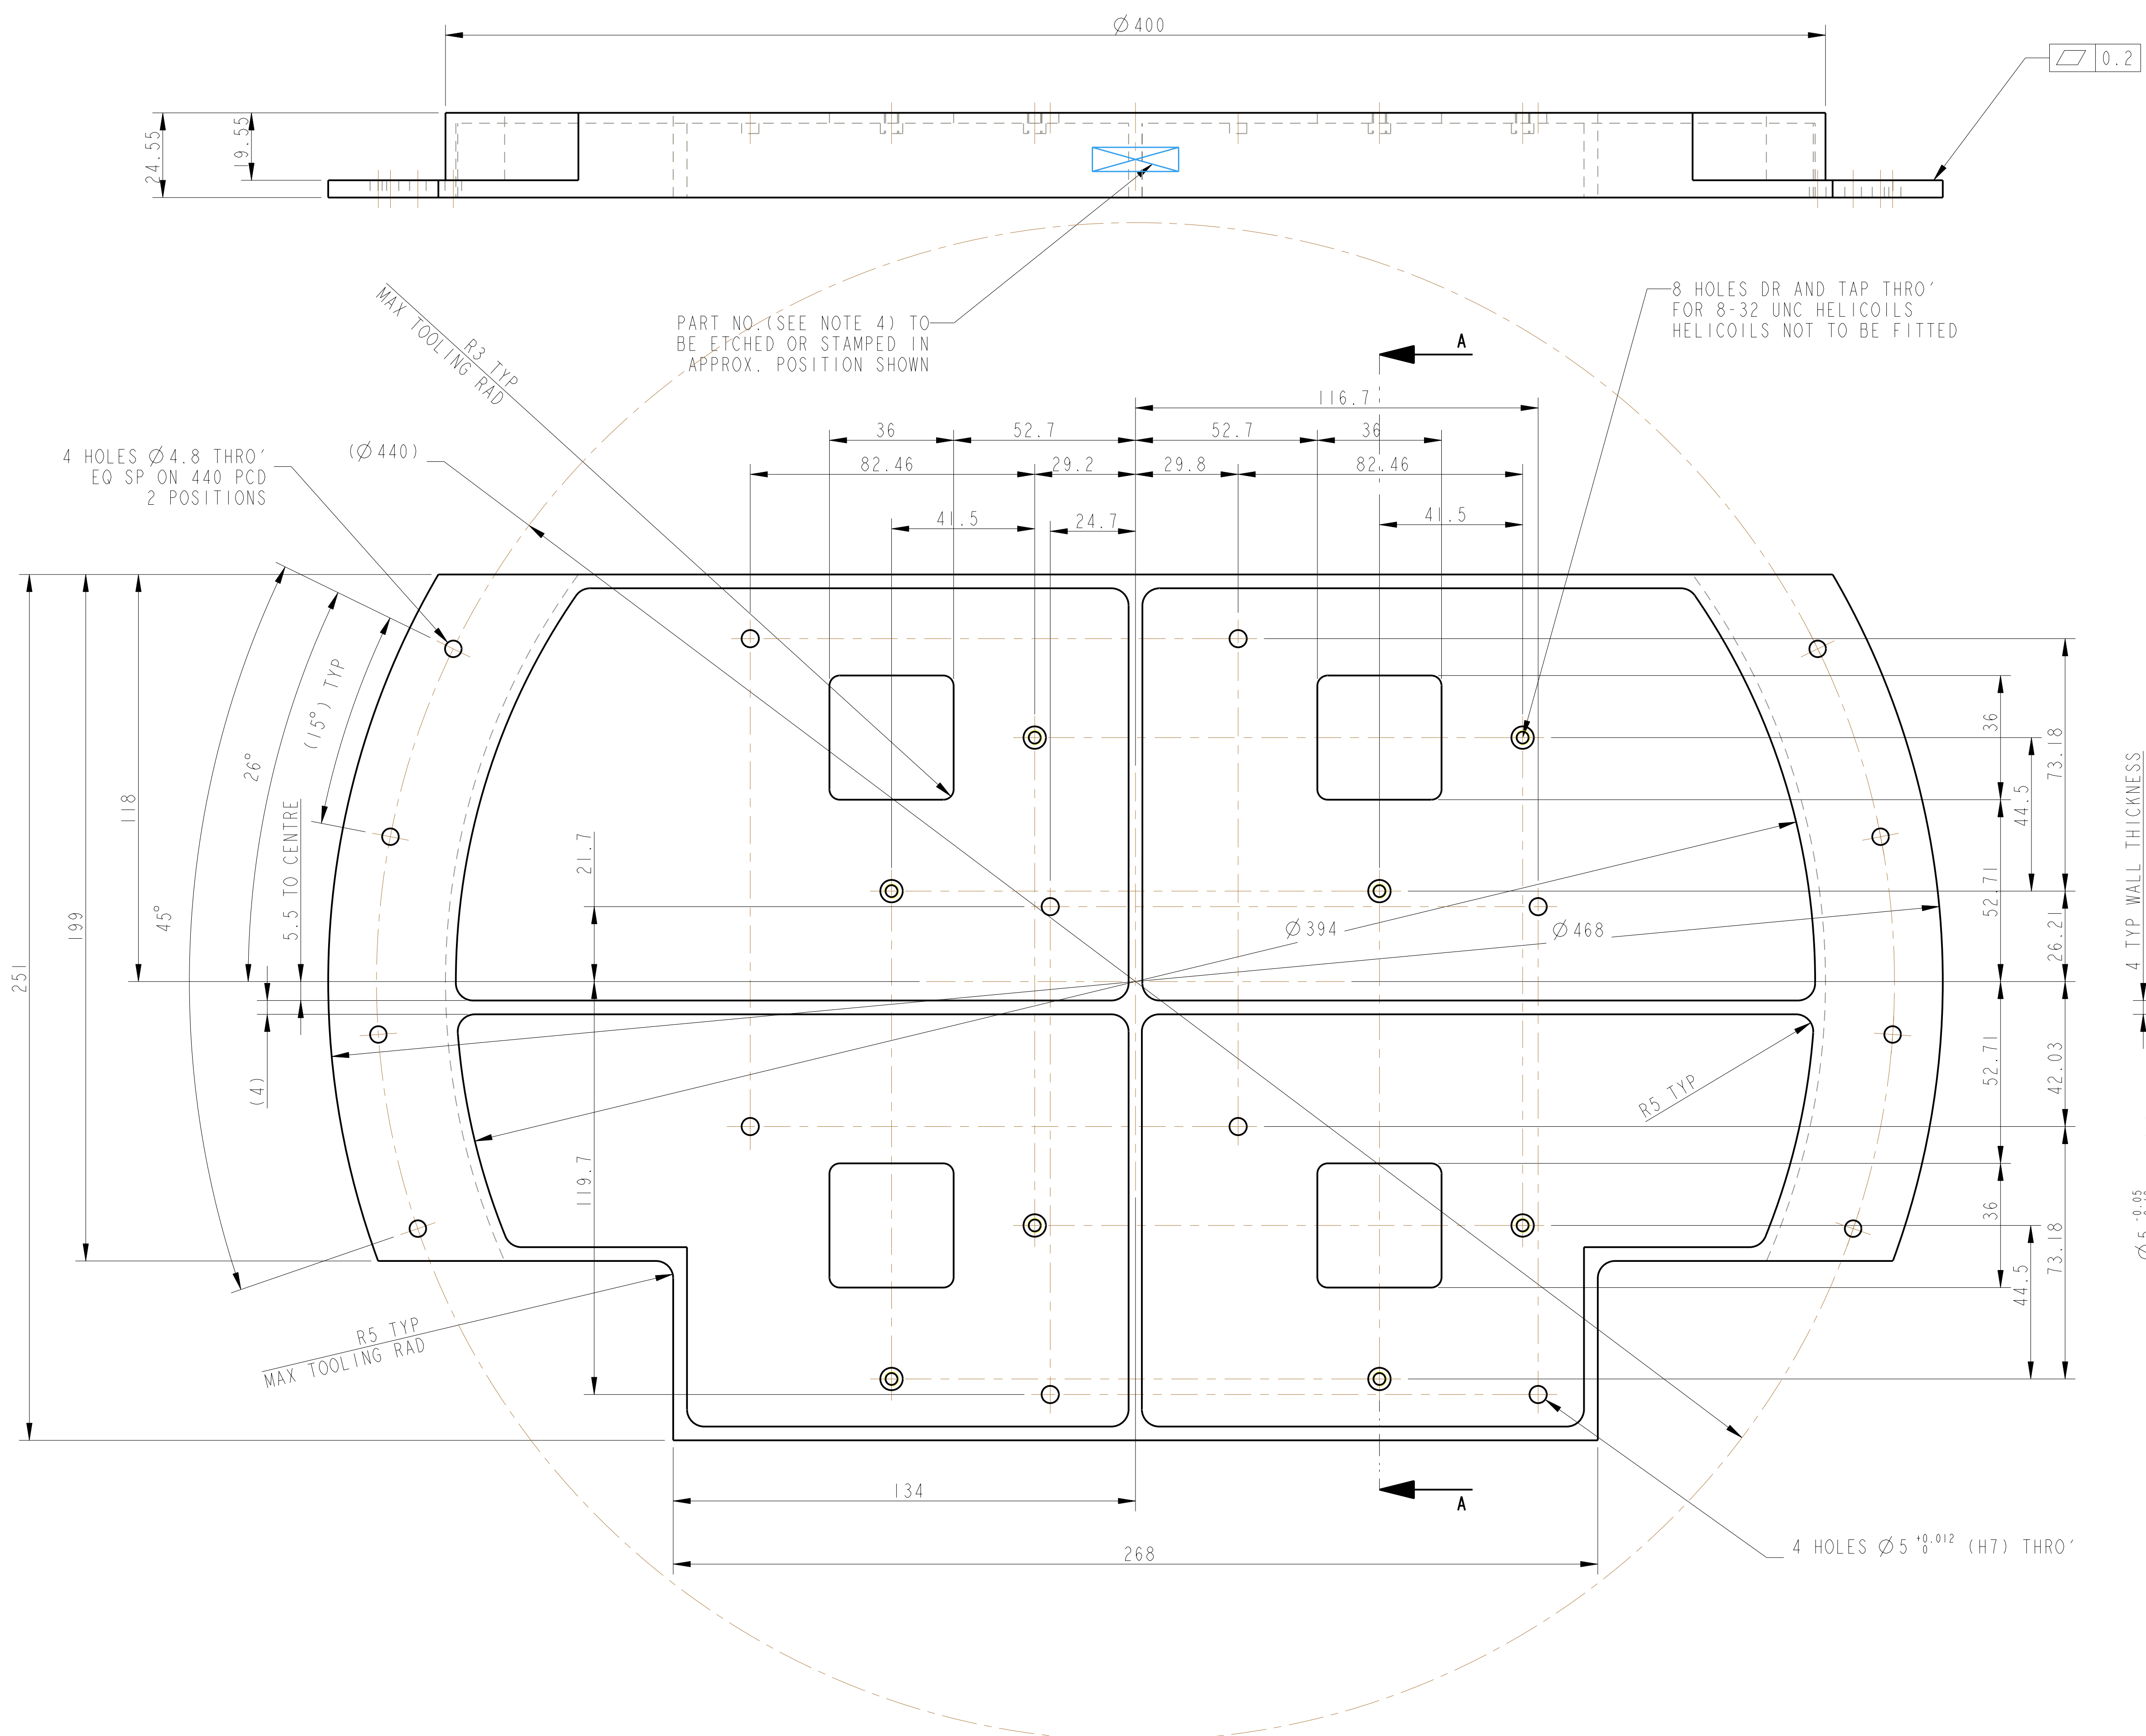 Ø400
0.2
24.55
19.55
PART NO.(SEE NOTE 4) TO
BE ETCHED OR STAMPED IN
APPROX. POSITION SHOWN
8 HOLES DR AND TAP THRO'
FOR 8-32 UNC HELICOILS
HELICOILS NOT TO BE FITTED
R3 TYP
MAX TOOLING RAD
A
116.7
36
52.7
52.7
36
4 HOLES Ø4.8 THRO'
EQ SP ON 440 PCD
2 POSITIONS
(Ø440)
82.46
29.2
29.8
82.46
41.5
24.7
41.5
(15°) TYP
26°
45°
118
199
251
5.5 TO CENTRE
(4)
21.7
119.7
Ø394
Ø468
36
73.18
44.5
52.71
26.21
52.71
42.03
36
73.18
44.5
4 TYP WALL THICKNESS
R5 TYP
R5 TYP
MAX TOOLING RAD
134
A
268
4 HOLES Ø5 +0.012 0 (H7) THRO'
-0.05